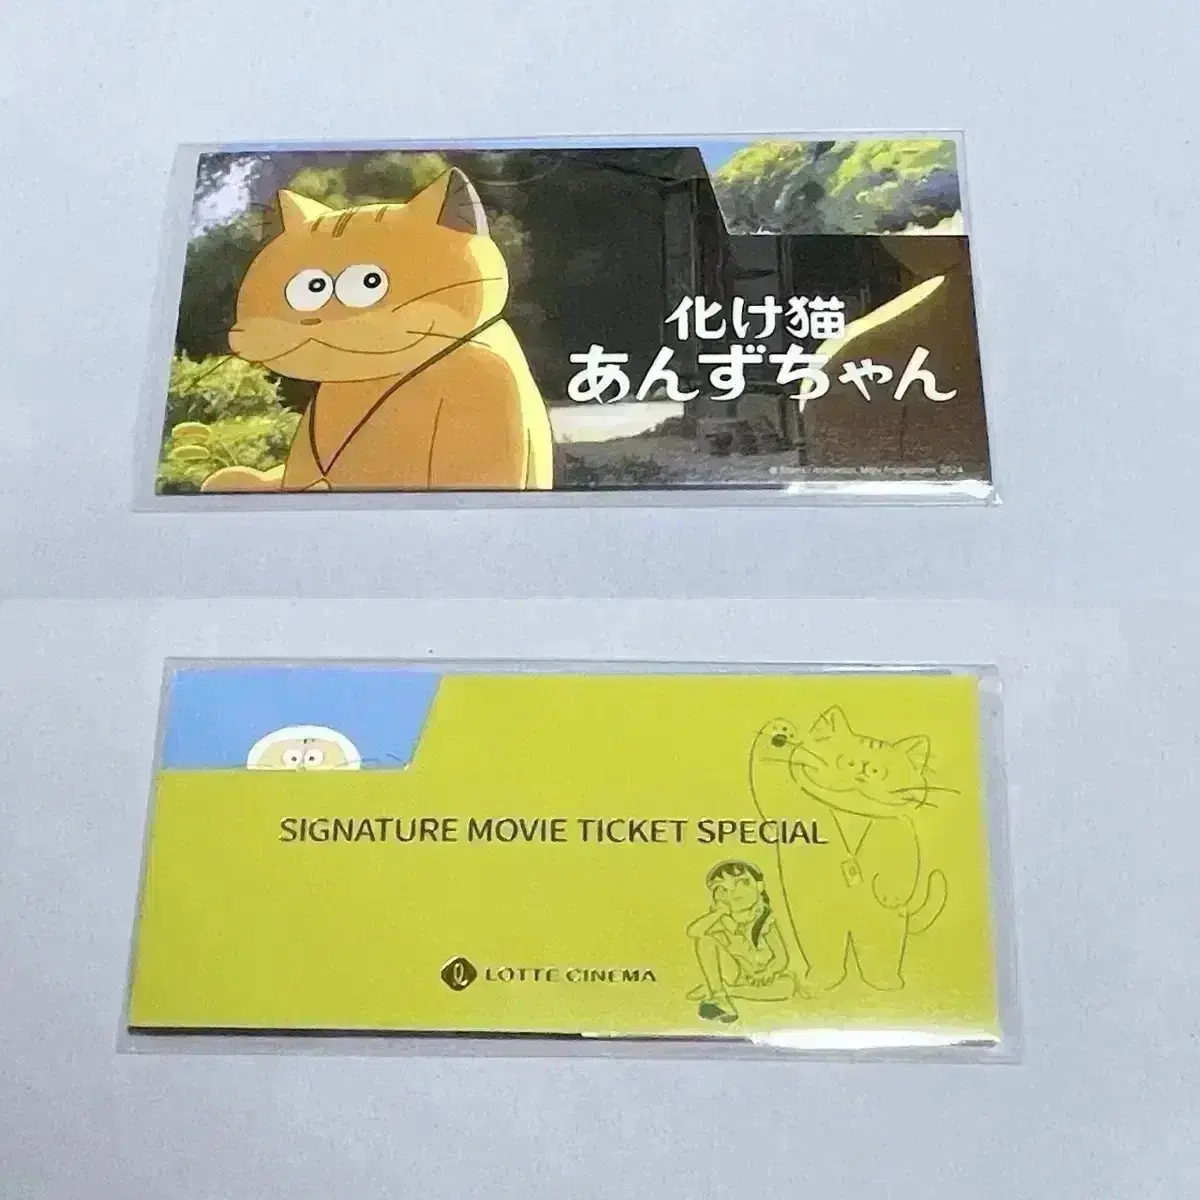 化け猫
あんずちゃん
SIGNATURE MOVIE TICKET SPECIAL
LOTTE CINEMA